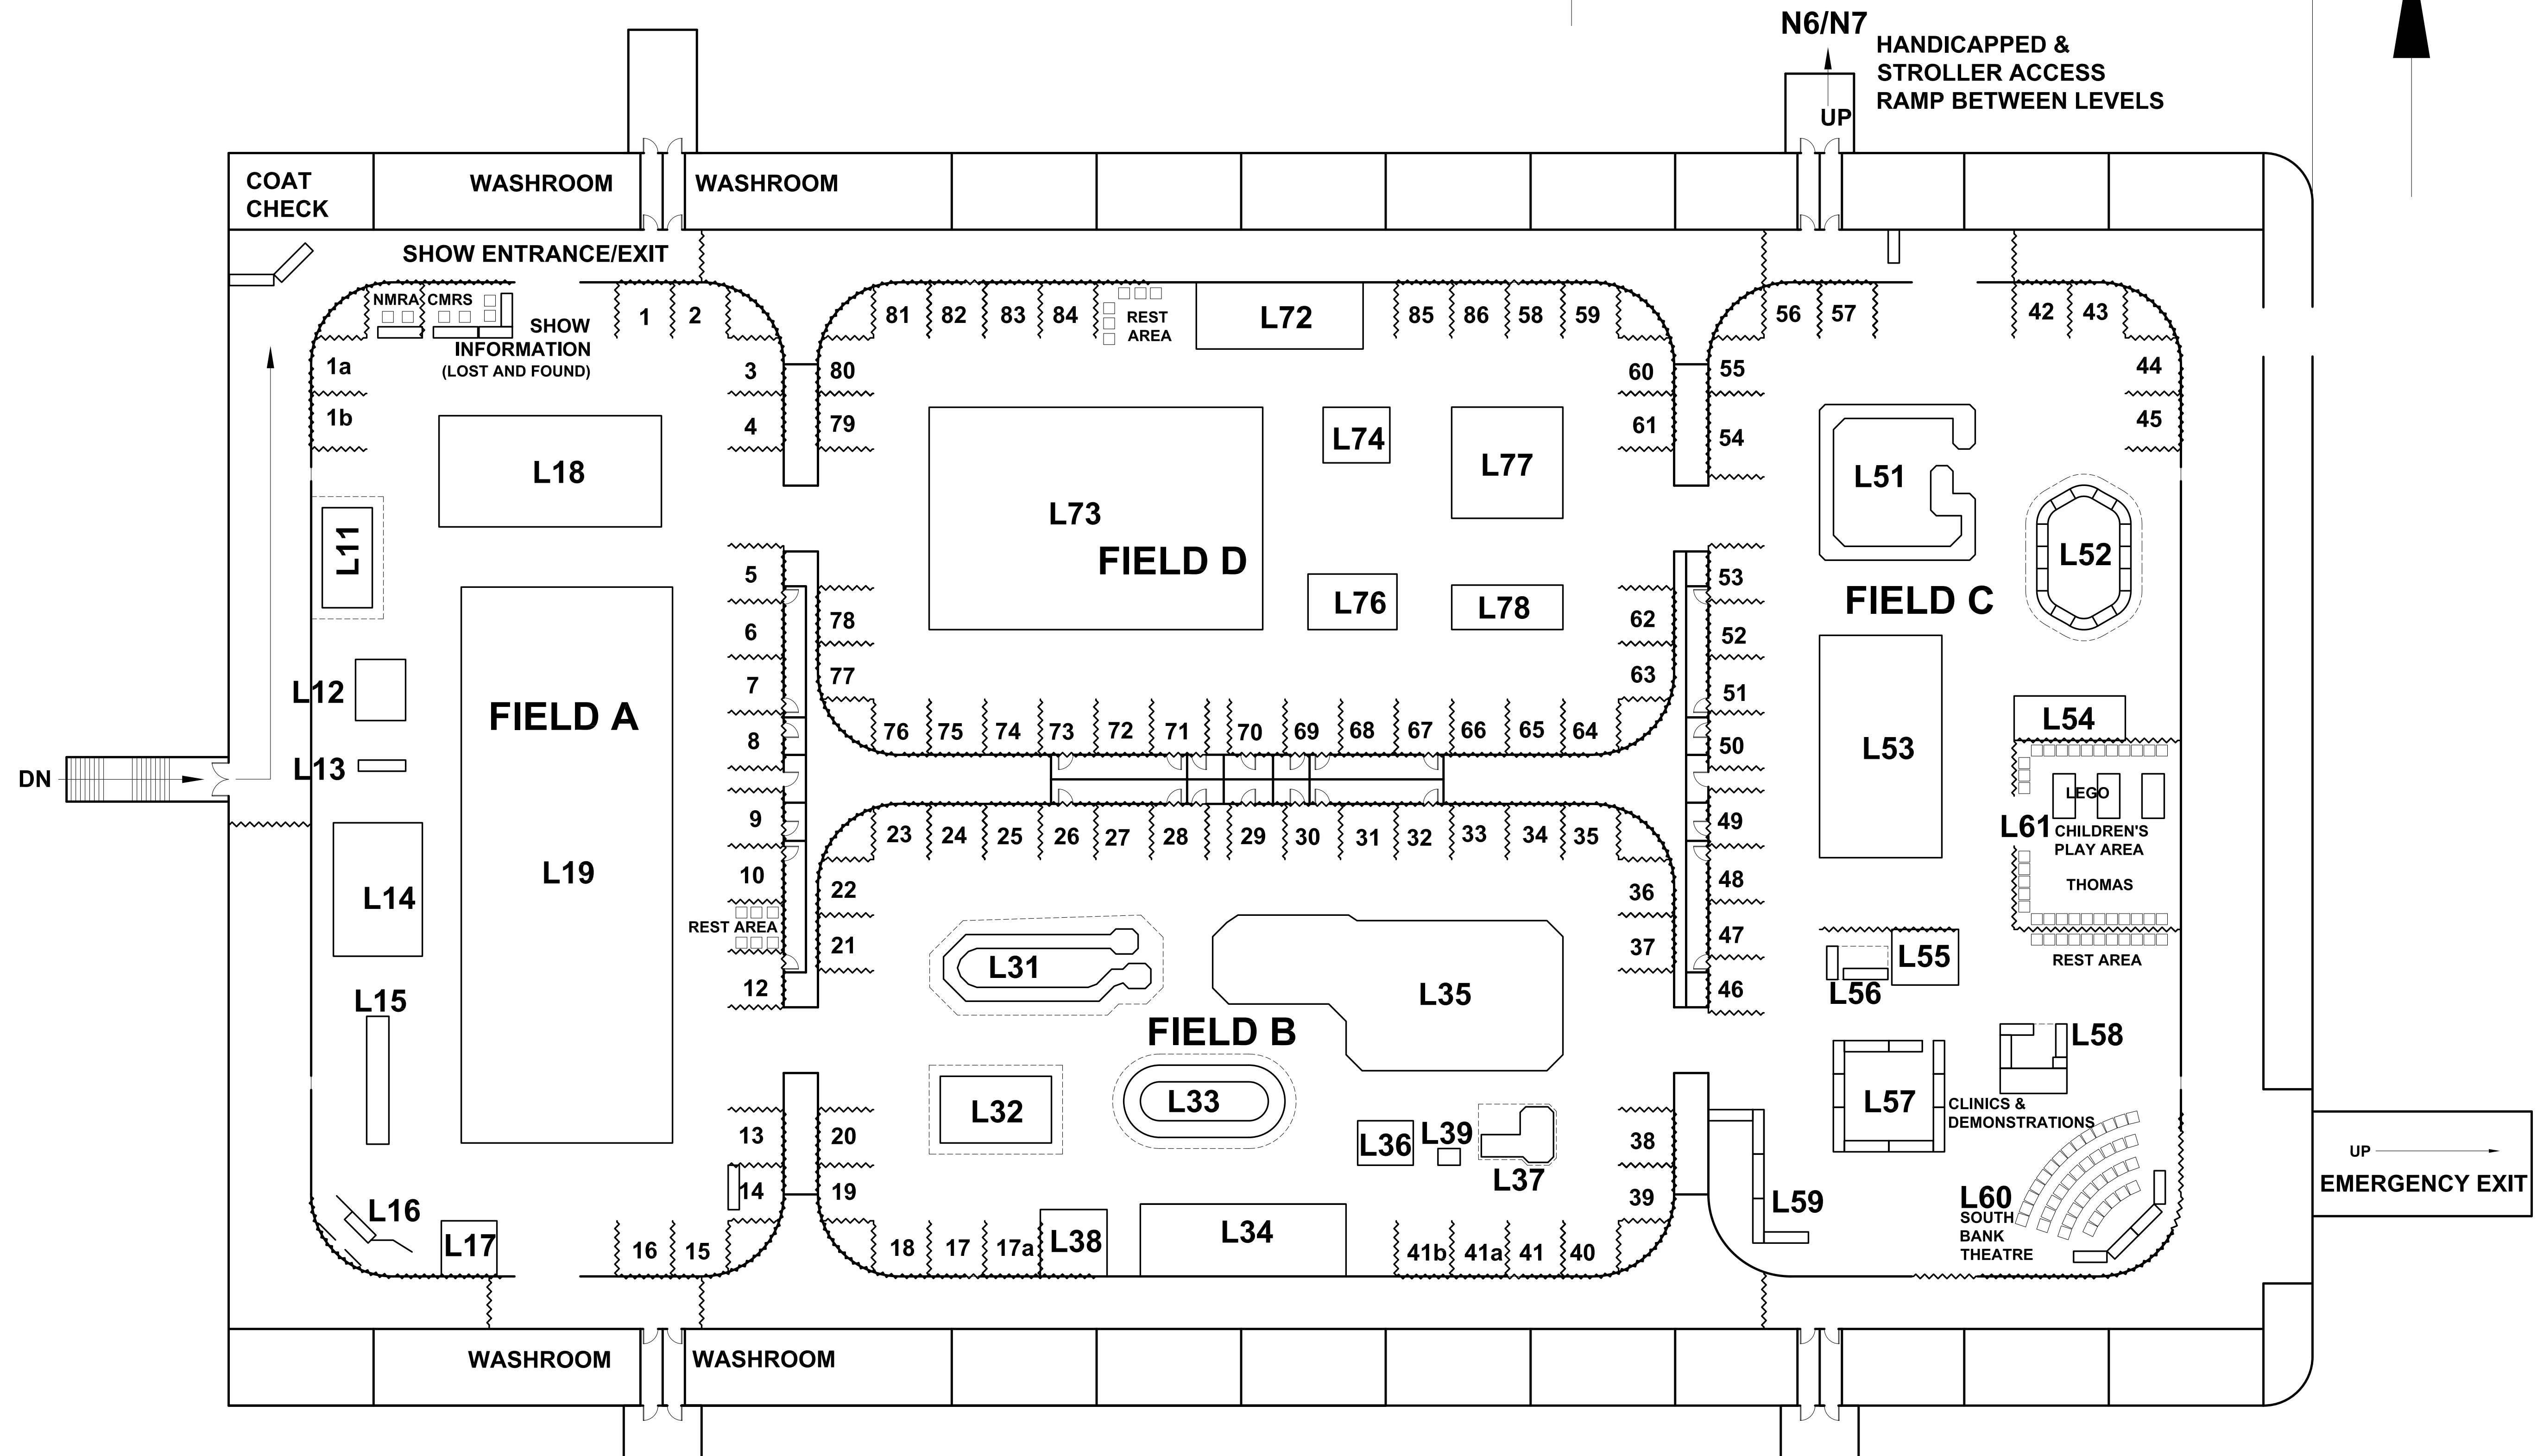 N6/N7
HANDICAPPED &
STROLLER ACCESS
RAMP BETWEEN LEVELS
UP
COAT
CHECK
WASHROOM
WASHROOM
SHOW ENTRANCE/EXIT
NMRA
CMRS
SHOW
INFORMATION
(LOST AND FOUND)
1
2
1a
1b
3
4
L18
L11
5
6
7
8
L12
FIELD A
L13
DN
9
10
L19
L14
REST AREA
L15
12
13
14
L16
L17
16
15
81
82
83
84
REST
AREA
L72
85
86
58
59
80
79
60
61
L74
L77
L73
FIELD D
L76
L78
78
77
62
63
76
75
74
73
72
71
70
69
68
67
66
65
64
23
24
25
26
27
28
29
30
31
32
33
34
35
22
21
36
37
L31
L35
FIELD B
L32
L33
L36
L39
L37
20
19
38
39
18
17
17a
L38
L34
41b
41a
41
40
56
57
42
43
55
54
44
45
L51
L52
FIELD C
53
52
51
50
L53
L54
LEGO
L61
CHILDREN'S
PLAY AREA
THOMAS
49
48
47
46
REST AREA
L55
L56
L58
L57
CLINICS &
DEMONSTRATIONS
L59
L60
SOUTH
BANK
THEATRE
UP
EMERGENCY EXIT
WASHROOM
WASHROOM